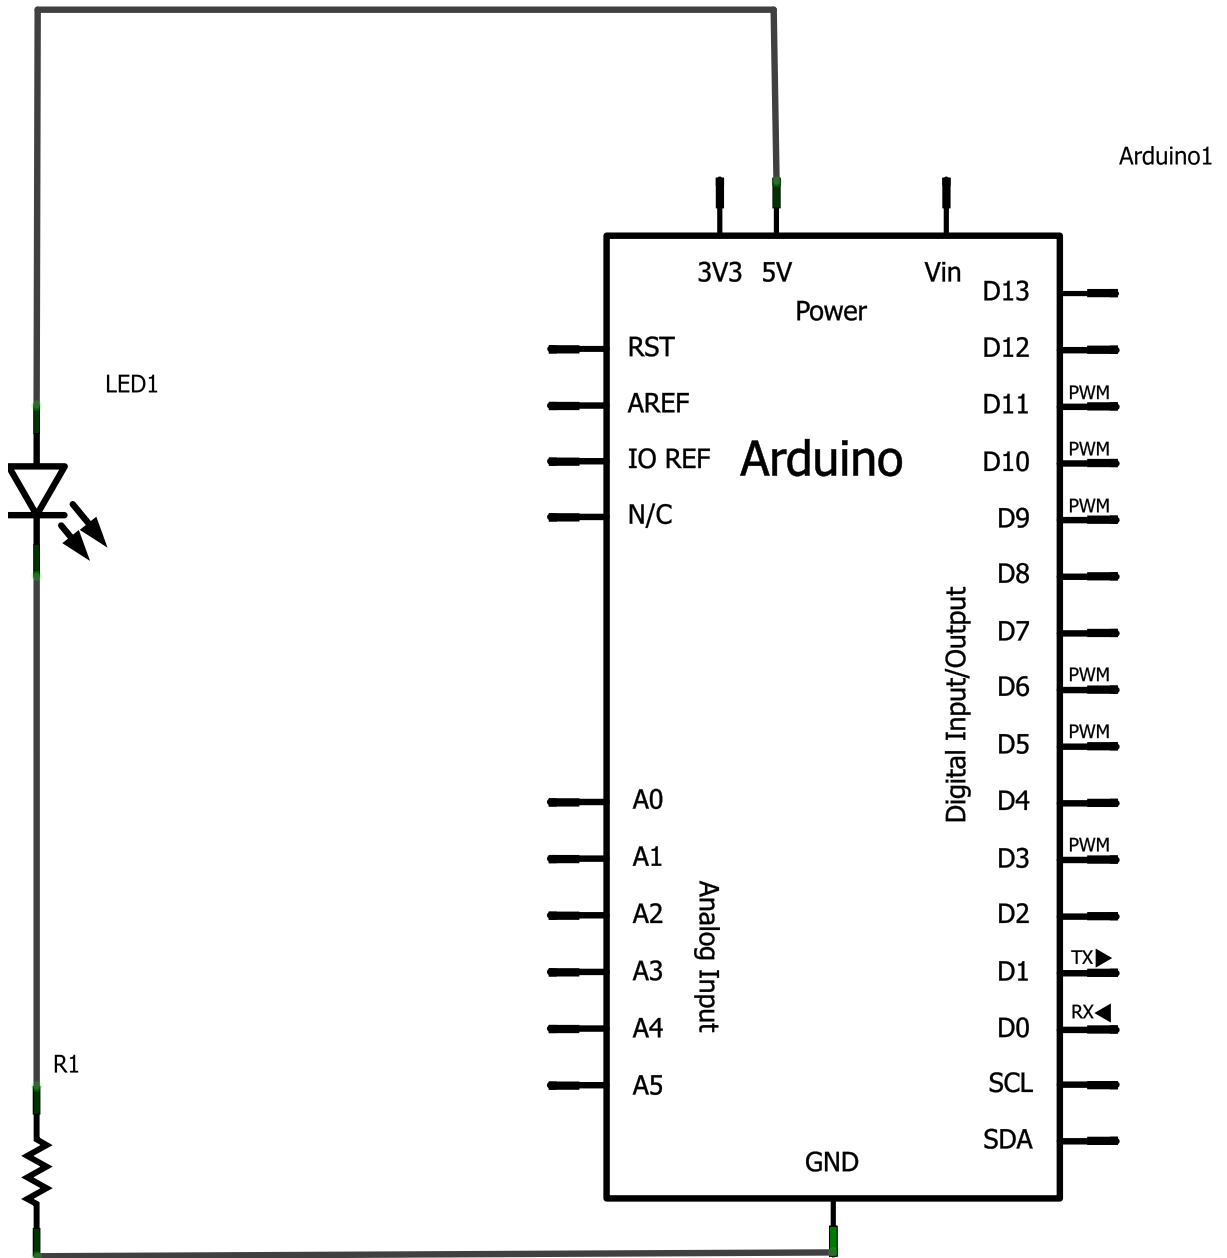 Arduino1
3V3 5V Vin
Power
D13
RST D12
LED1
AREF D11 PWM
IO REF Arduino D10 PWM
N/C D9 PWM
D8
D7
D6 PWM
D5 PWM
Digital Input/Output
A0 D4
A1 D3 PWM
A2 D2
Analog Input
A3 D1 TX
A4 D0 RX
R1
A5 SCL
SDA
GND